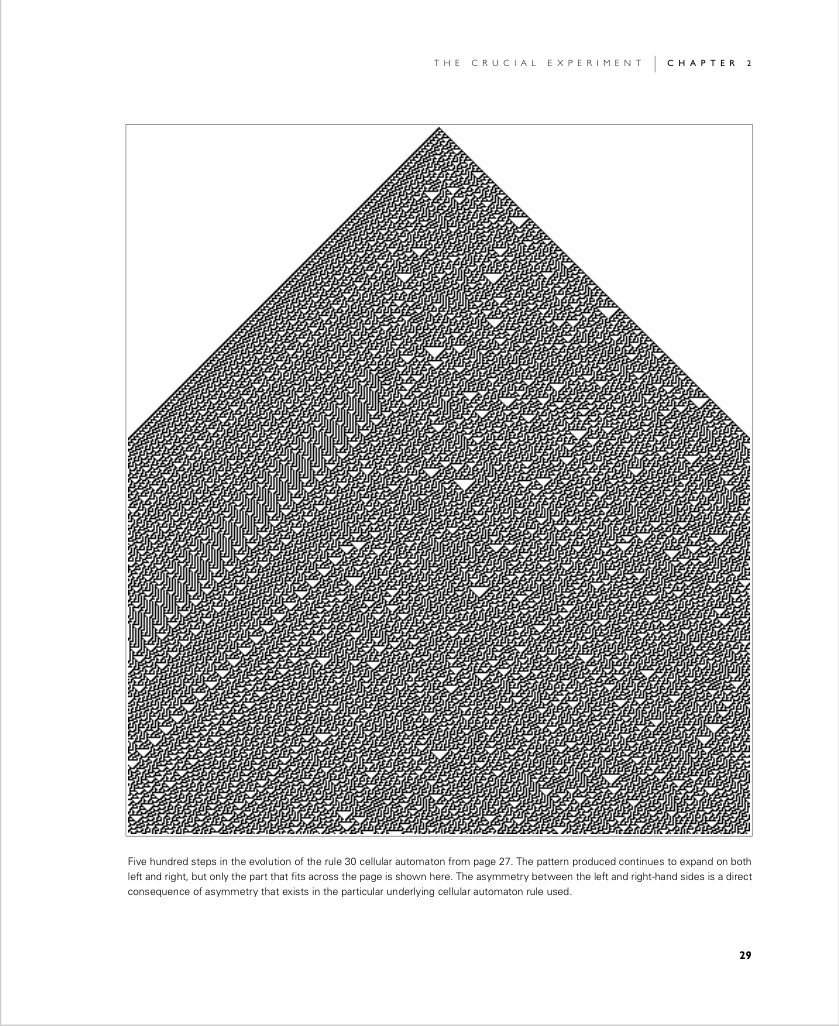 THE CRUCIAL EXPERIMENT | CHAPTER 2
Five hundred steps in the evolution of the rule 30 cellular automaton from page 27. The pattern produced continues to expand on both
left and right, but only the part that fits across the page is shown here. The asymmetry between the left and right-hand sides is a direct
consequence of asymmetry that exists in the particular underlying cellular automaton rule used.
29